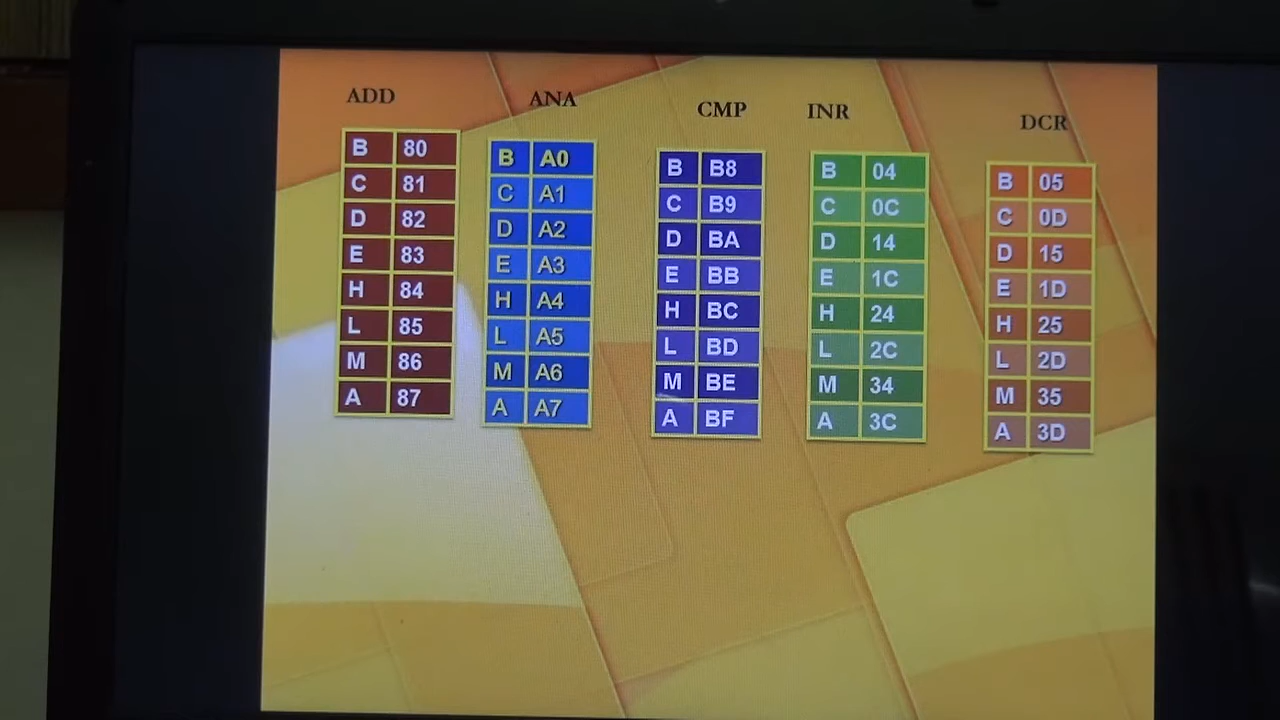 ADD ANA CMP INR DCR
B 80 B A0 B B8 B 04 B 05
C 81 C A1 C B9 C 0C C 0D
D 82 D A2 D BA D 14 D 15
E 83 E A3 E BB E 1C E 1D
H 84 H A4 H BC H 24 H 25
L 85 L A5 L BD L 2C L 2D
M 86 M A6 M BE M 34 M 35
A 87 A A7 A BF A 3C A 3D